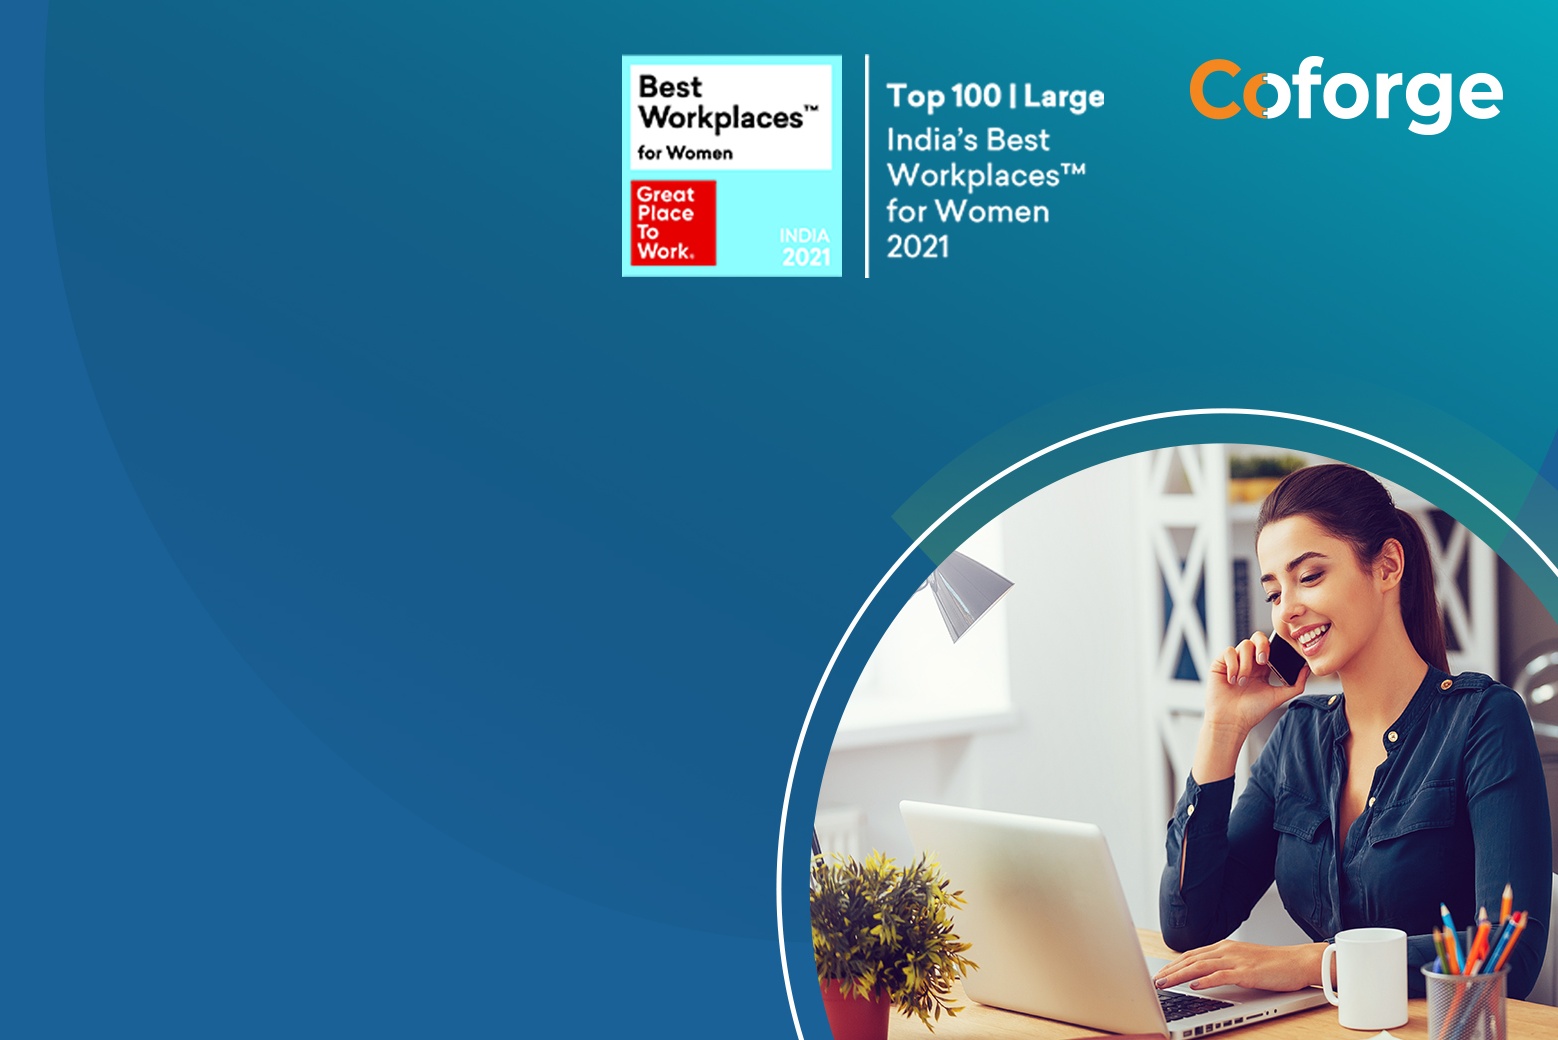 Best
Workplaces™
for Women
Great
Place
To
Work.
INDIA
2021
Top 100 | Large
India's Best
Workplaces™
for Women
2021
Coforge